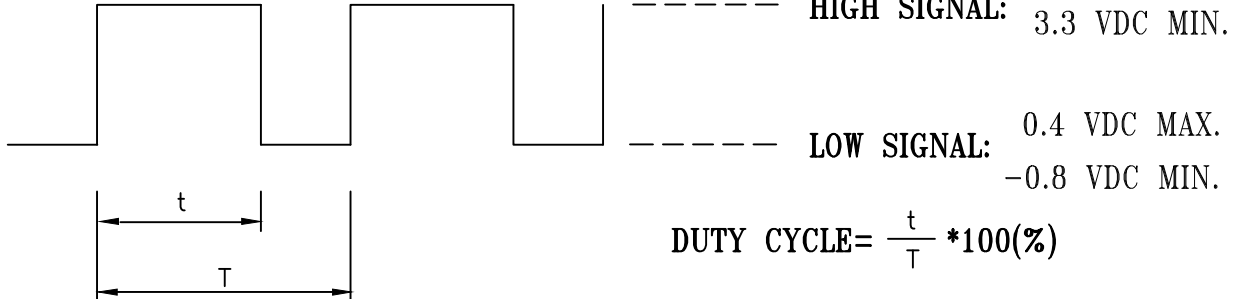 HIGH SIGNAL:
3.3 VDC MIN.
0.4 VDC MAX.
LOW SIGNAL:
-0.8 VDC MIN.
t
T
DUTY CYCLE= t/T *100(%)